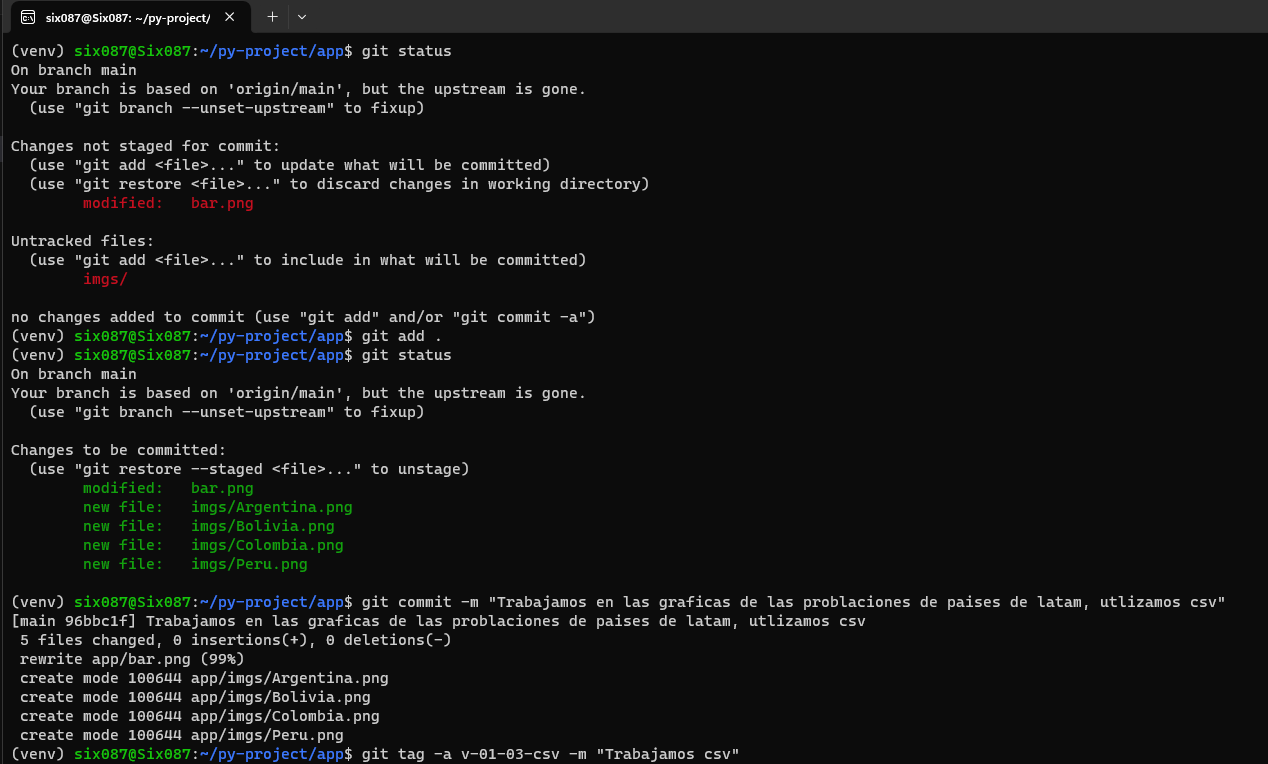 six087@Six087: ~/py-project/
(venv) six087@Six087:~/py-project/app$ git status
On branch main
Your branch is based on 'origin/main', but the upstream is gone.
  (use "git branch --unset-upstream" to fixup)
Changes not staged for commit:
  (use "git add <file>..." to update what will be committed)
  (use "git restore <file>..." to discard changes in working directory)
        modified:   bar.png
Untracked files:
  (use "git add <file>..." to include in what will be committed)
        imgs/
no changes added to commit (use "git add" and/or "git commit -a")
(venv) six087@Six087:~/py-project/app$ git add .
(venv) six087@Six087:~/py-project/app$ git status
On branch main
Your branch is based on 'origin/main', but the upstream is gone.
  (use "git branch --unset-upstream" to fixup)
Changes to be committed:
  (use "git restore --staged <file>..." to unstage)
        modified:   bar.png
        new file:   imgs/Argentina.png
        new file:   imgs/Bolivia.png
        new file:   imgs/Colombia.png
        new file:   imgs/Peru.png
(venv) six087@Six087:~/py-project/app$ git commit -m "Trabajamos en las graficas de las problaciones de paises de latam, utlizamos csv"
[main 96bbc1f] Trabajamos en las graficas de las problaciones de paises de latam, utlizamos csv
 5 files changed, 0 insertions(+), 0 deletions(-)
 rewrite app/bar.png (99%)
 create mode 100644 app/imgs/Argentina.png
 create mode 100644 app/imgs/Bolivia.png
 create mode 100644 app/imgs/Colombia.png
 create mode 100644 app/imgs/Peru.png
(venv) six087@Six087:~/py-project/app$ git tag -a v-01-03-csv -m "Trabajamos csv"